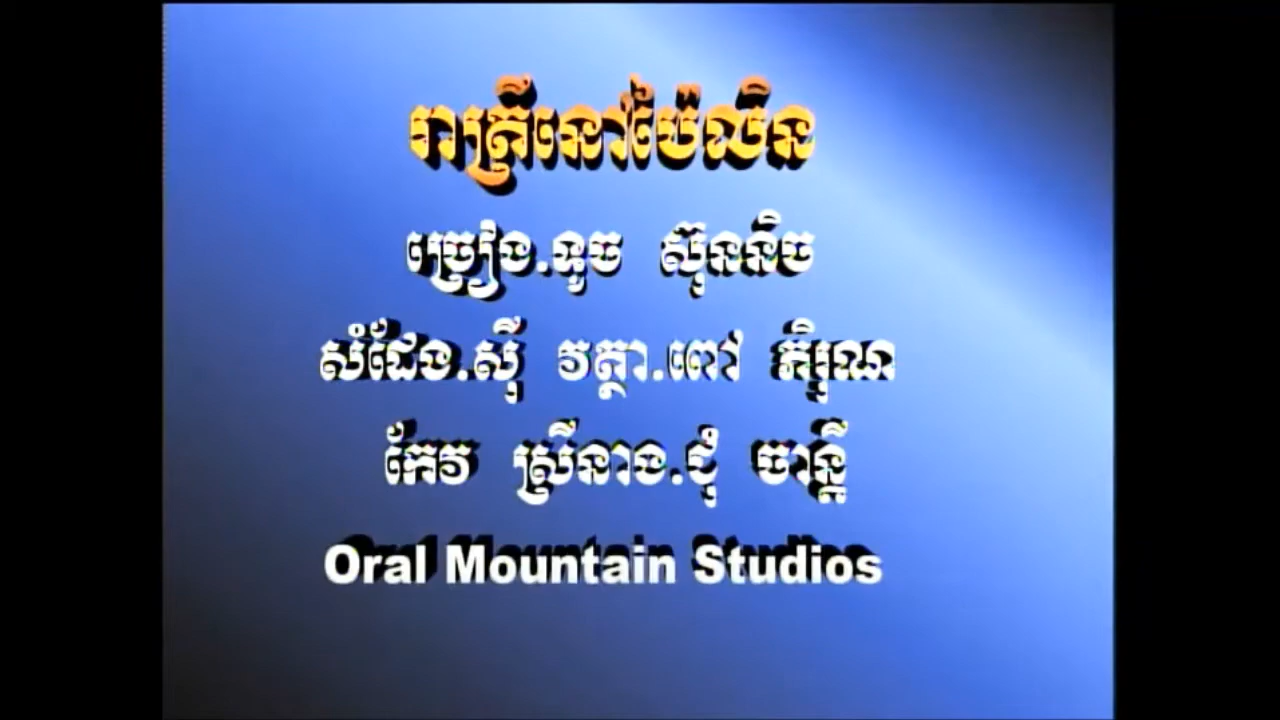 រាត្រីនៅប៉ៃលិន
ច្រៀង.ទូច ស៊ុននិច
សំដែង.ស៊ី វត្ថា.ពៅ ភិរុណ
កែវ ស្រីនាង.ជុំ ចាន្តី
Oral Mountain Studios